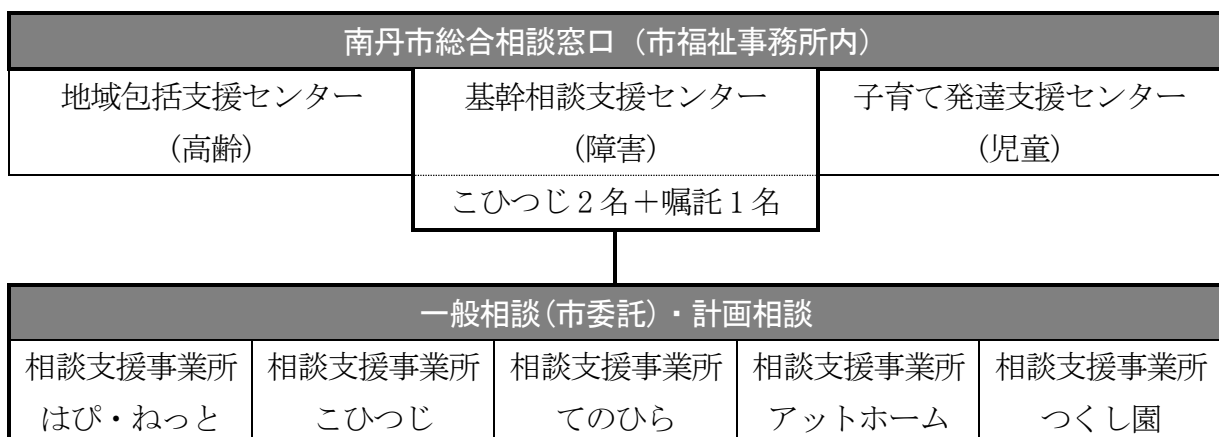 南丹市総合相談窓口（市福祉事務所内）
地域包括支援センター
（高齢）
基幹相談支援センター
（障害）
こひつじ２名＋嘱託１名
子育て発達支援センター
（児童）
一般相談(市委託)・計画相談
相談支援事業所
はぴ・ねっと
相談支援事業所
こひつじ
相談支援事業所
てのひら
相談支援事業所
アットホーム
相談支援事業所
つくし園